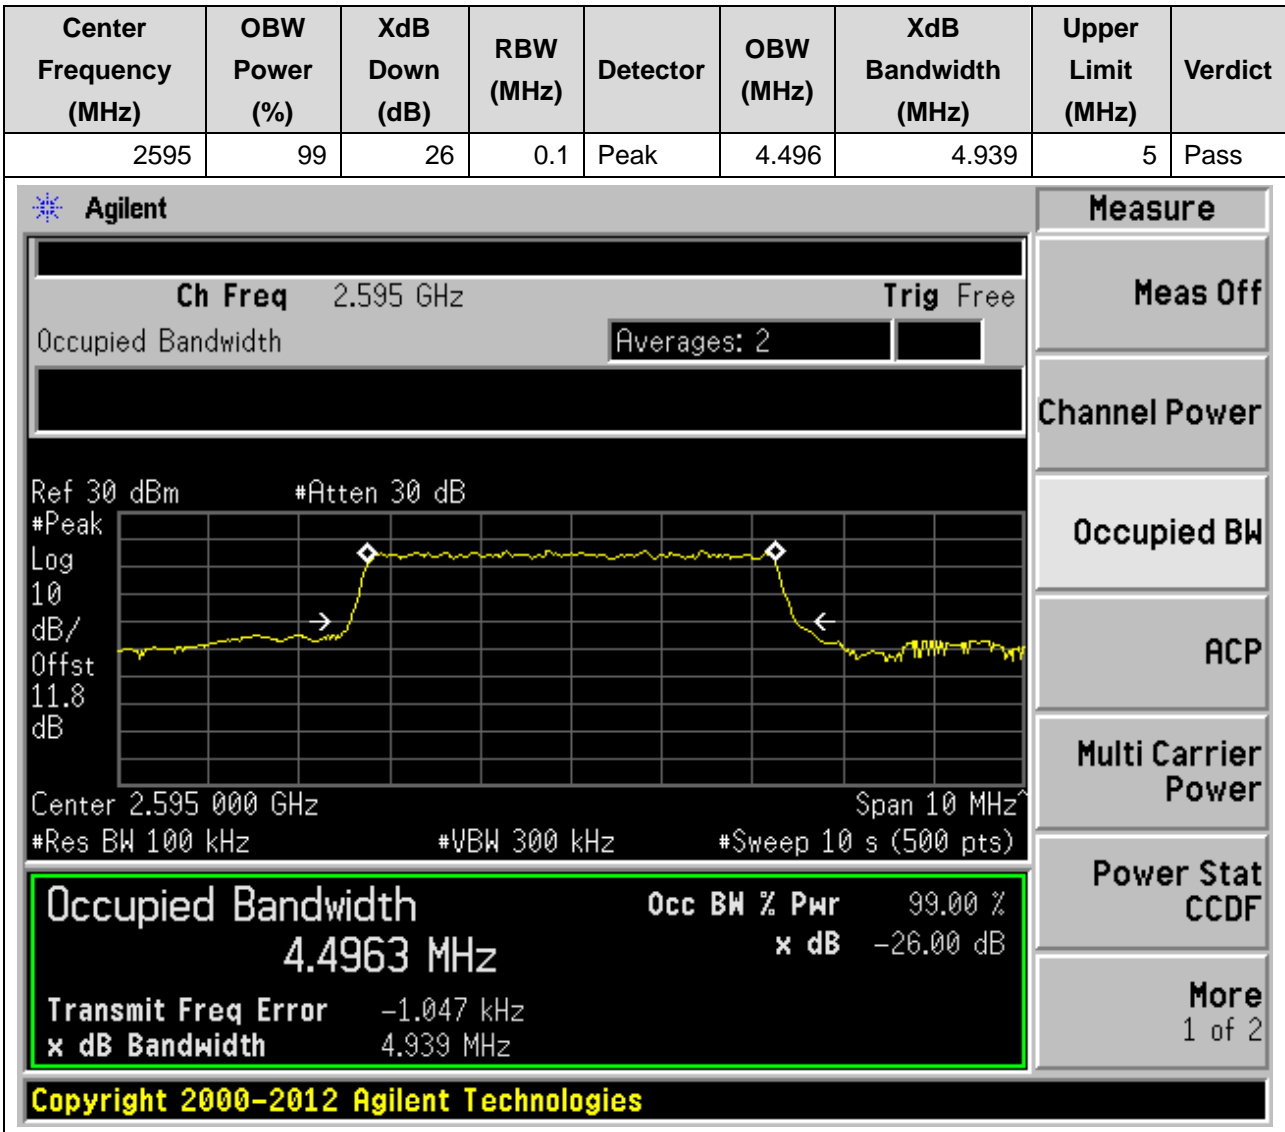 Center Frequency (MHz) OBW Power (%) XdB Down (dB) RBW (MHz) Detector OBW (MHz) XdB Bandwidth (MHz) Upper Limit (MHz) Verdict
2595 99 26 0.1 Peak 4.496 4.939 5 Pass
Agilent
Measure
Ch Freq 2.595 GHz Trig Free
Meas Off
Occupied Bandwidth Averages: 2
Channel Power
Ref 30 dBm #Atten 30 dB
#Peak
Log
10
dB/
Offst
11.8
dB
Occupied BW
ACP
Multi Carrier
Power
Center 2.595 000 GHz Span 10 MHz^
#Res BW 100 kHz #VBW 300 kHz #Sweep 10 s (500 pts)
Power Stat
CCDF
Occupied Bandwidth Occ BW % Pwr 99.00 %
4.4963 MHz x dB -26.00 dB
Transmit Freq Error -1.047 kHz
x dB Bandwidth 4.939 MHz
More
1 of 2
Copyright 2000-2012 Agilent Technologies